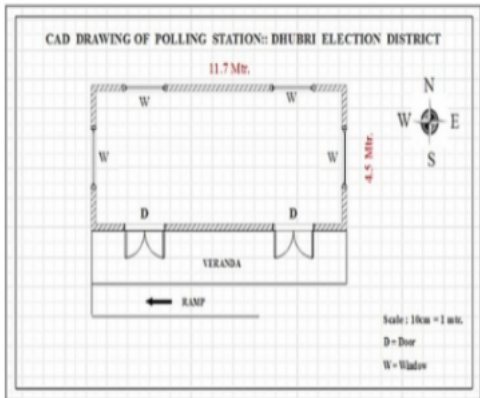 CAD DRAWING OF POLLING STATION:: DHUBRI ELECTION DISTRICT
11.7 Mtr.
N
W
W
W E
S
W
W
4.5 Mtr.
D
D
VERANDA
RAMP
Scale : 10cm = 1 mtr.
D = Door
W = Window